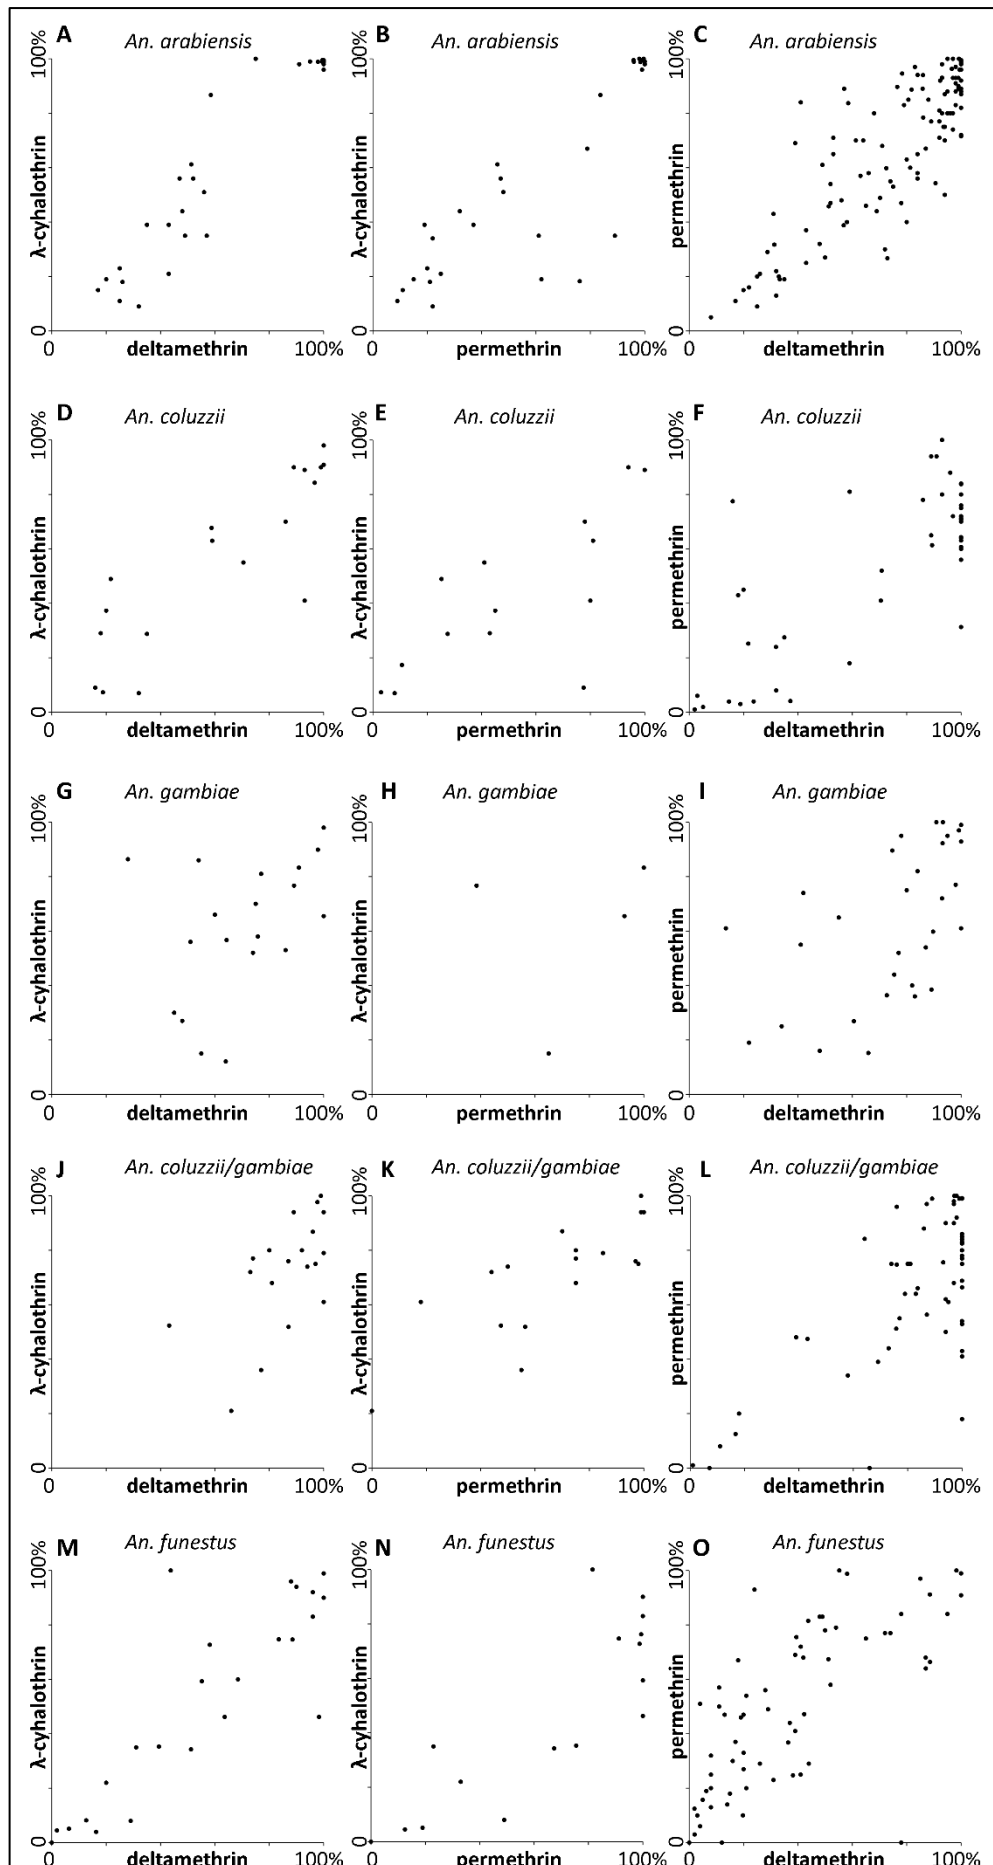 A An. arabiensis
100%
λ-cyhalothrin
0
0 deltamethrin 100%
B An. arabiensis
100%
λ-cyhalothrin
0
0 permethrin 100%
C An. arabiensis
100%
permethrin
0
0 deltamethrin 100%
D An. coluzzii
100%
λ-cyhalothrin
0
0 deltamethrin 100%
E An. coluzzii
100%
λ-cyhalothrin
0
0 permethrin 100%
F An. coluzzii
100%
permethrin
0
0 deltamethrin 100%
G An. gambiae
100%
λ-cyhalothrin
0
0 deltamethrin 100%
H An. gambiae
100%
λ-cyhalothrin
0
0 permethrin 100%
I An. gambiae
100%
permethrin
0
0 deltamethrin 100%
J An. coluzzii/gambiae
100%
λ-cyhalothrin
0
0 deltamethrin 100%
K An. coluzzii/gambiae
100%
λ-cyhalothrin
0
0 permethrin 100%
L An. coluzzii/gambiae
100%
permethrin
0
0 deltamethrin 100%
M An. funestus
100%
λ-cyhalothrin
0
0 deltamethrin 100%
N An. funestus
100%
λ-cyhalothrin
0
0 permethrin 100%
O An. funestus
100%
permethrin
0
0 deltamethrin 100%